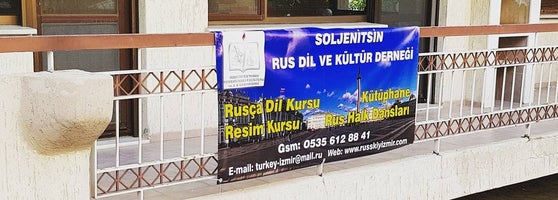 SOLJENİTSİN
RUS DİL VE KÜLTÜR DERNEĞİ
Rusça Dil Kursu
Kütüphane
Resim Kursu
Rus Halk Dansları
Gsm: 0535 612 88 41
E-mail: turkey-izmir@mail.ru Web: www.russkiyizmir.com